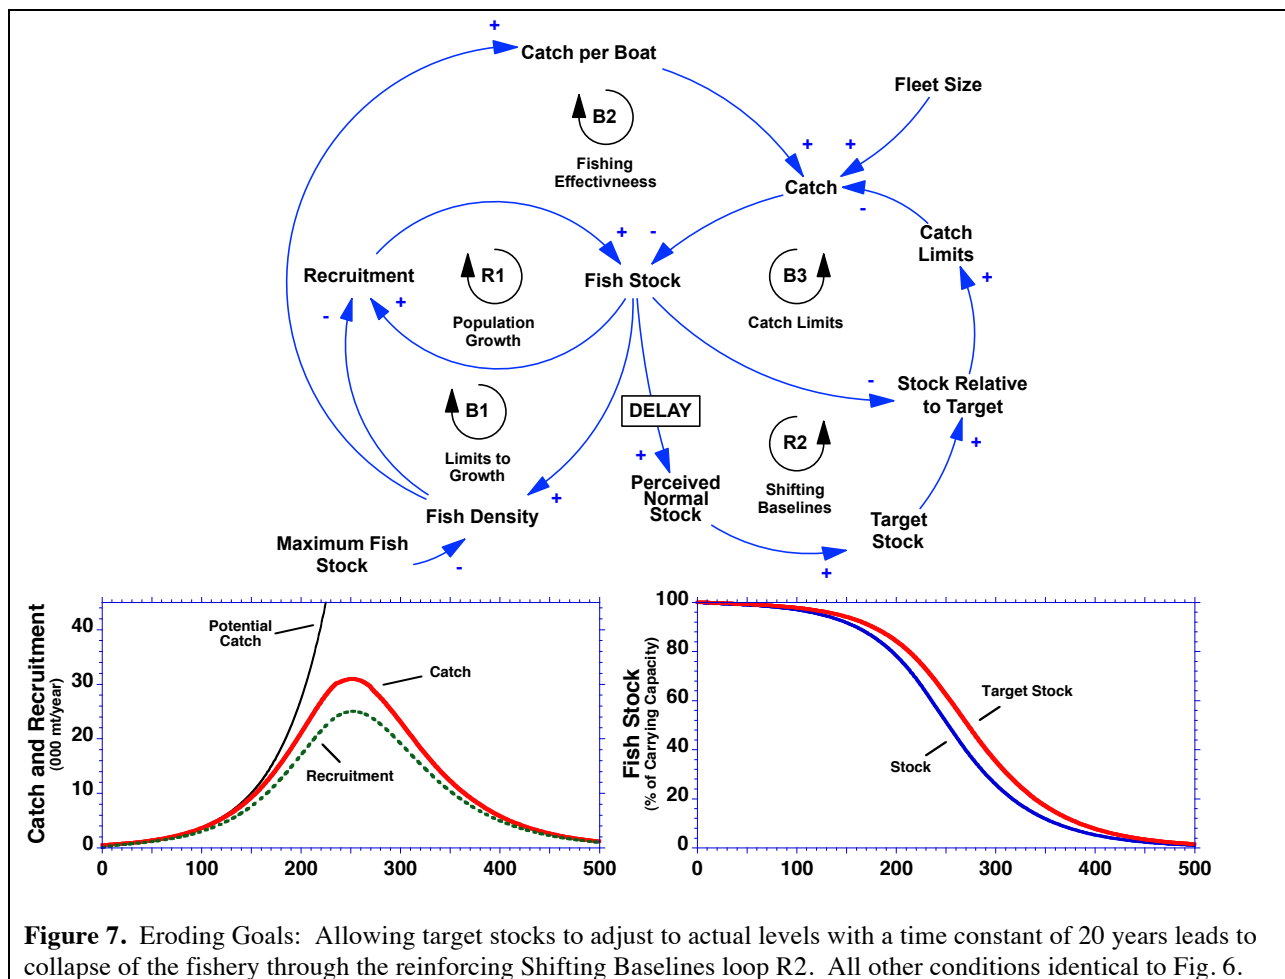 +
Catch per Boat
Fleet Size
B2
Fishing
Effectivneess
+
+
Catch
-
Catch
Limits
+
-
Recruitment
+
-
R1
Population
Growth
Fish Stock
B3
Catch Limits
+
-
Stock Relative
to Target
+
B1
Limits to
Growth
DELAY
R2
Shifting
Baselines
+
Perceived
Normal
Stock
+
Fish Density
Target
Stock
+
Maximum Fish
Stock
-
Catch and Recruitment
(000 mt/year)
40
30
20
10
0
Potential
Catch
Catch
Recruitment
0 100 200 300 400 500
Fish Stock
(% of Carrying Capacity)
100
80
60
40
20
0
Target Stock
Stock
0 100 200 300 400 500
Figure 7. Eroding Goals: Allowing target stocks to adjust to actual levels with a time constant of 20 years leads to
collapse of the fishery through the reinforcing Shifting Baselines loop R2. All other conditions identical to Fig. 6.